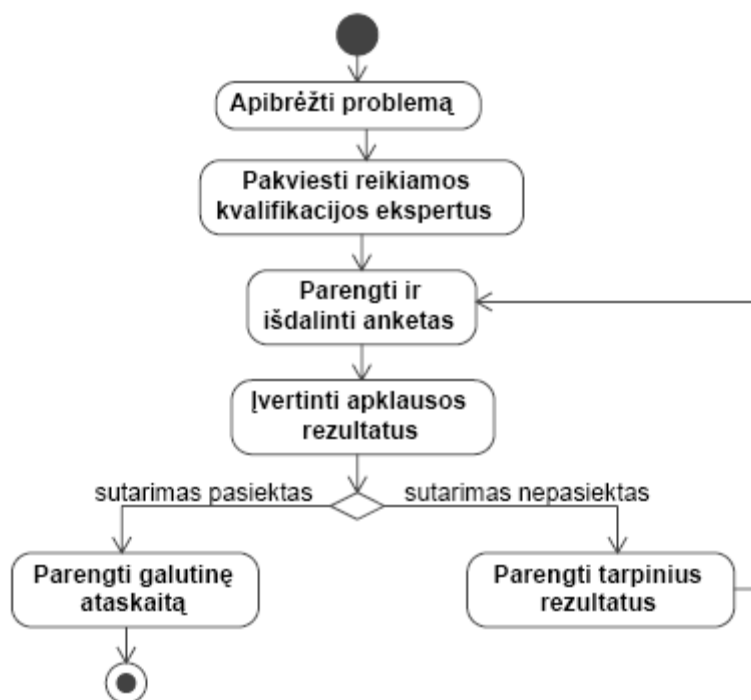 Apibrėžti problemą
Pakviesti reikiamos
kvalifikacijos ekspertus
Parengti ir
išdalinti anketas
Įvertinti apklausos
rezultatus
sutarimas pasiektas
sutarimas nepasiektas
Parengti galutinę
ataskaitą
Parengti tarpinius
rezultatus